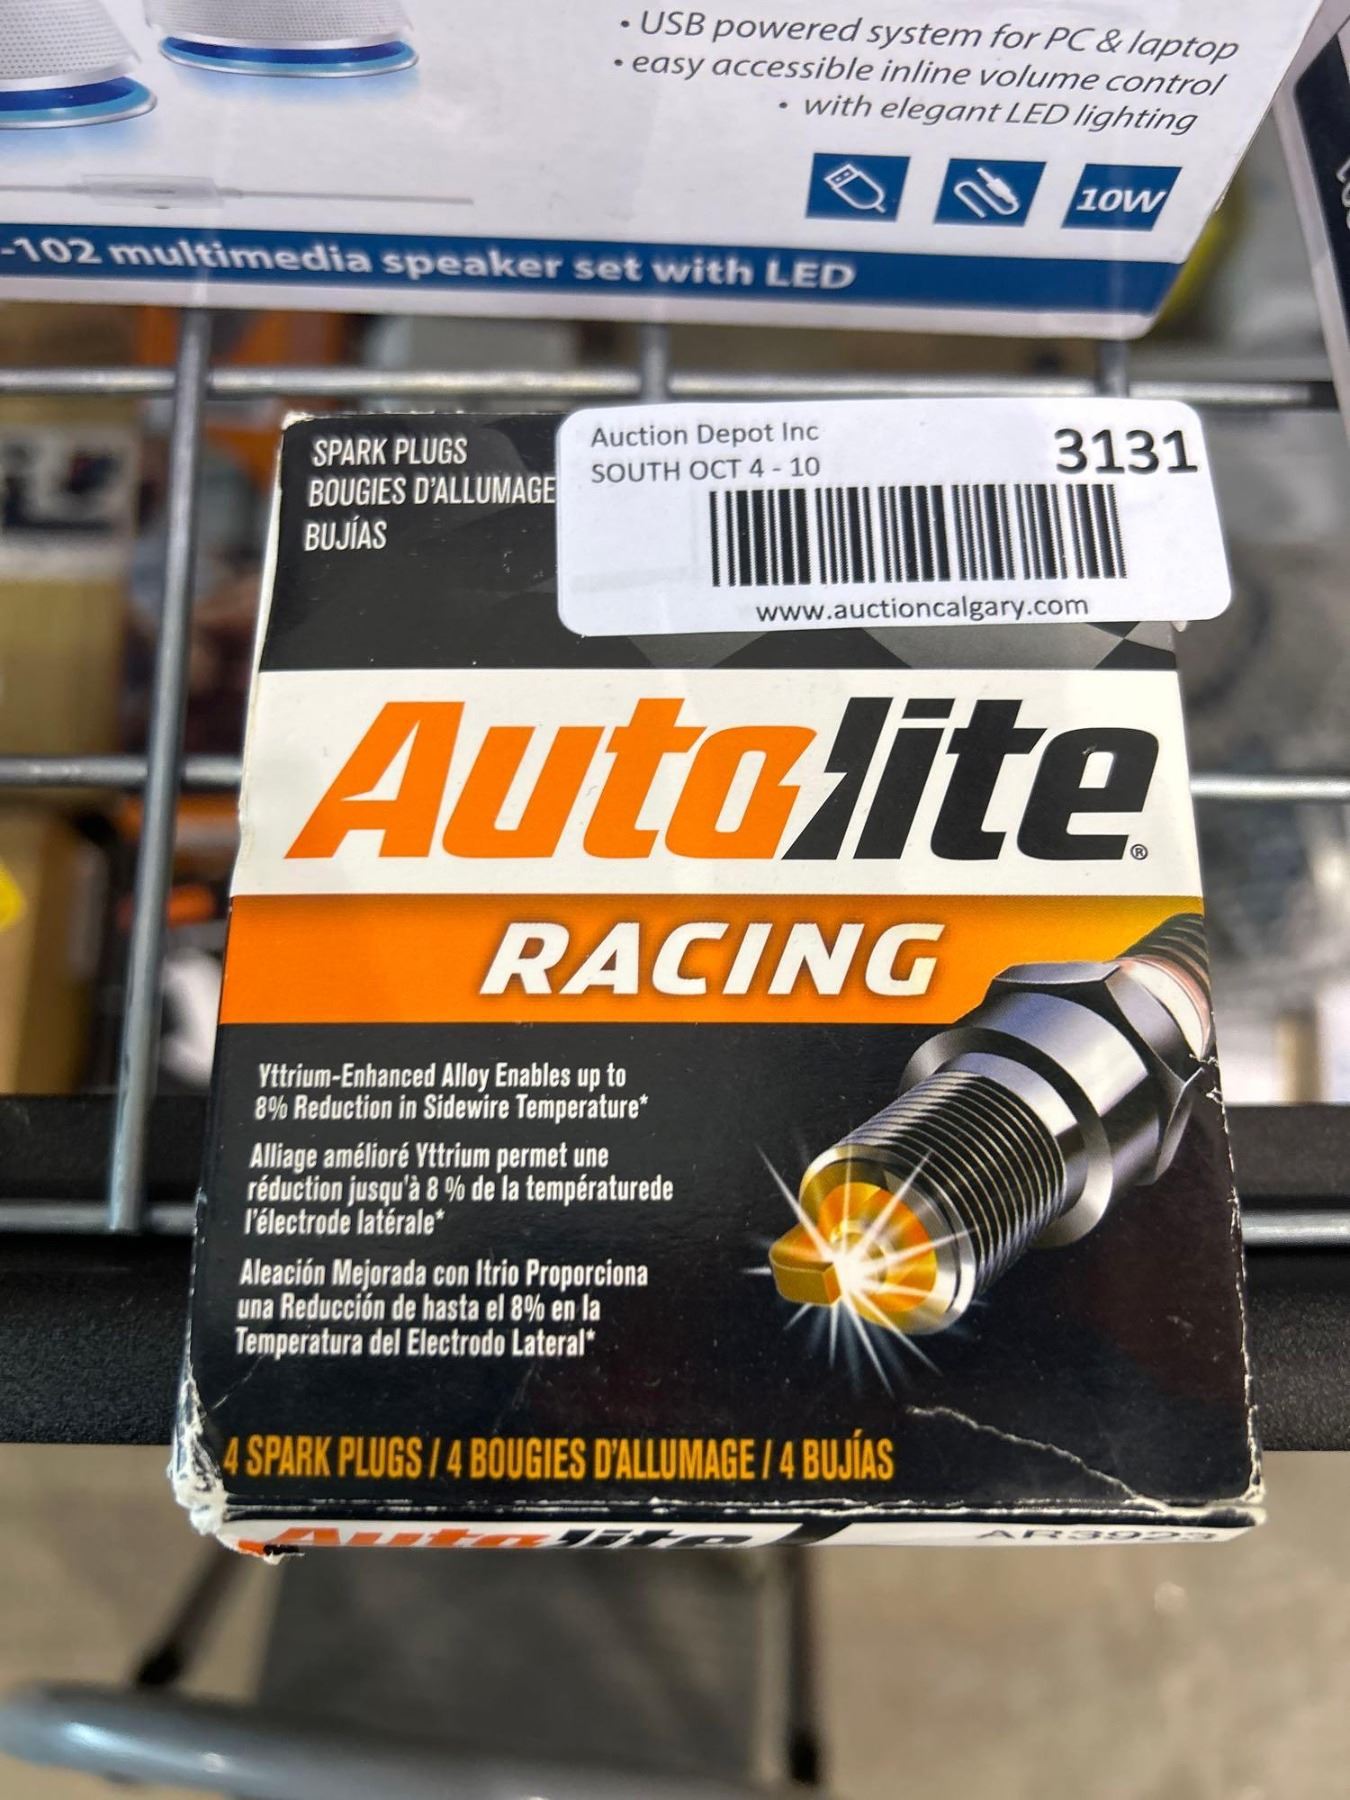 • USB powered system for PC & laptop
• easy accessible inline volume control
• with elegant LED lighting
10W
-102 multimedia speaker set with LED
SPARK PLUGS
BOUGIES D'ALLUMAGE
BUJÍAS
Auction Depot Inc
SOUTH OCT 4 - 10
3131
www.auctioncalgary.com
Autolite®
RACING
Yttrium-Enhanced Alloy Enables up to
8% Reduction in Sidewire Temperature*
Alliage amélioré Yttrium permet une
réduction jusqu'à 8 % de la températurede
l'électrode latérale*
Aleación Mejorada con Itrio Proporciona
una Reducción de hasta el 8% en la
Temperatura del Electrodo Lateral*
4 SPARK PLUGS / 4 BOUGIES D'ALLUMAGE / 4 BUJÍAS
Autolite
AR3923